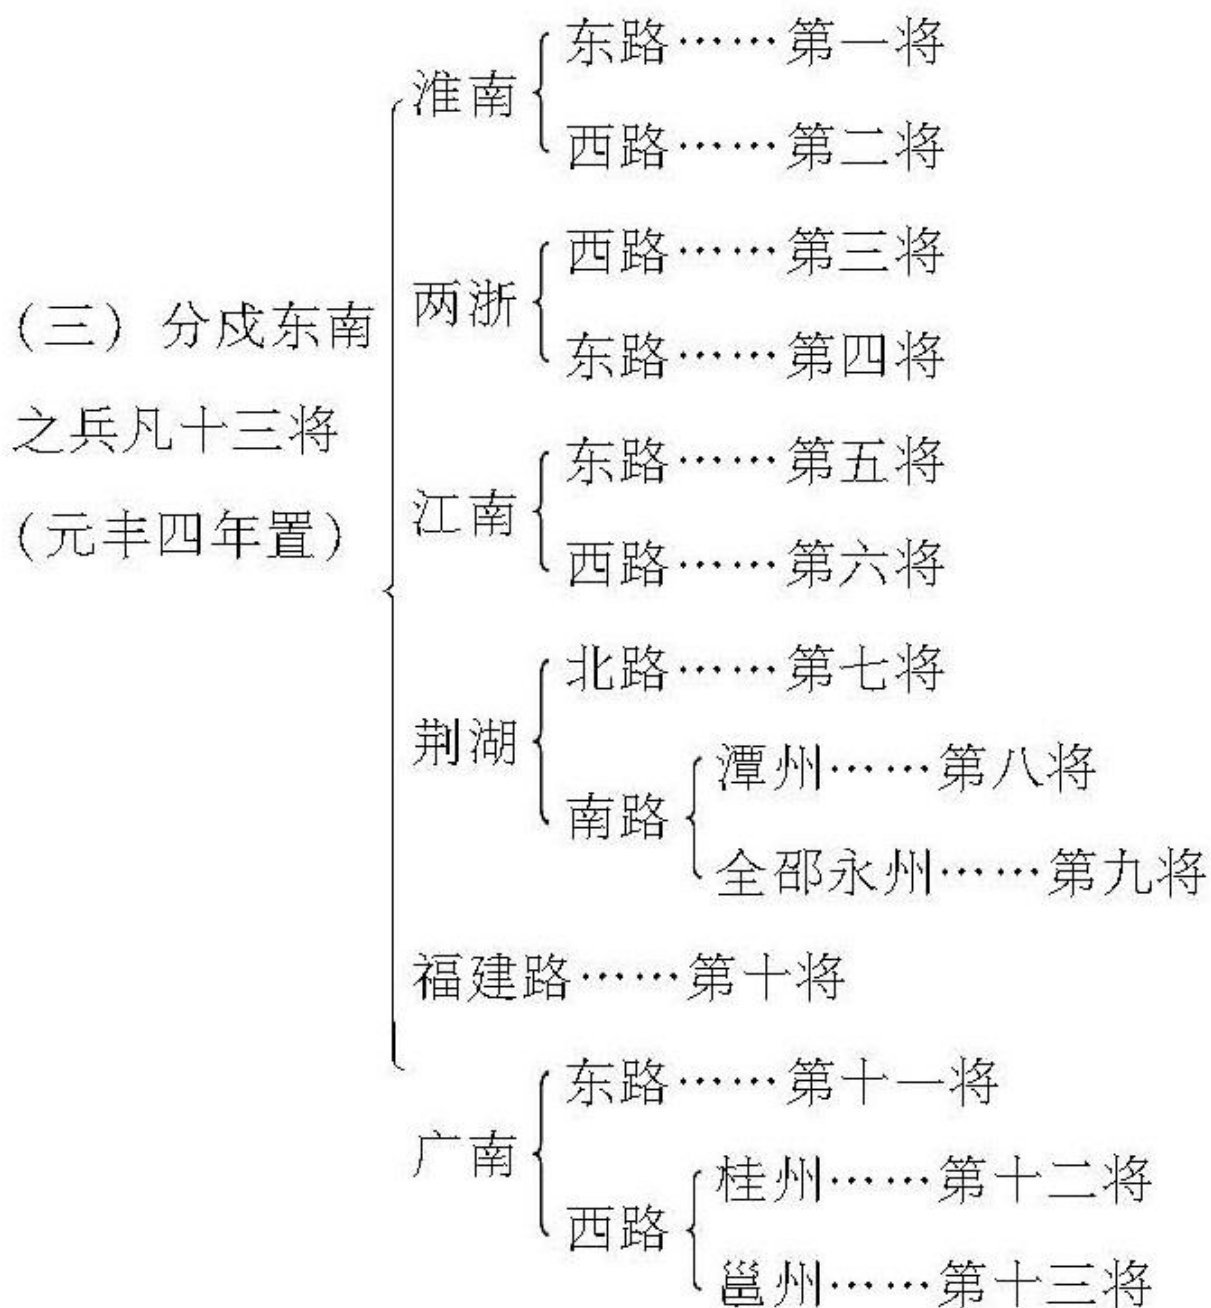 (三) 分戍东南
之兵凡十三将
(元丰四年置)
淮南
东路……第一将
西路……第二将
两浙
西路……第三将
东路……第四将
江南
东路……第五将
西路……第六将
荆湖
北路……第七将
南路
潭州……第八将
全邵永州……第九将
福建路……第十将
广南
东路……第十一将
西路
桂州……第十二将
邕州……第十三将